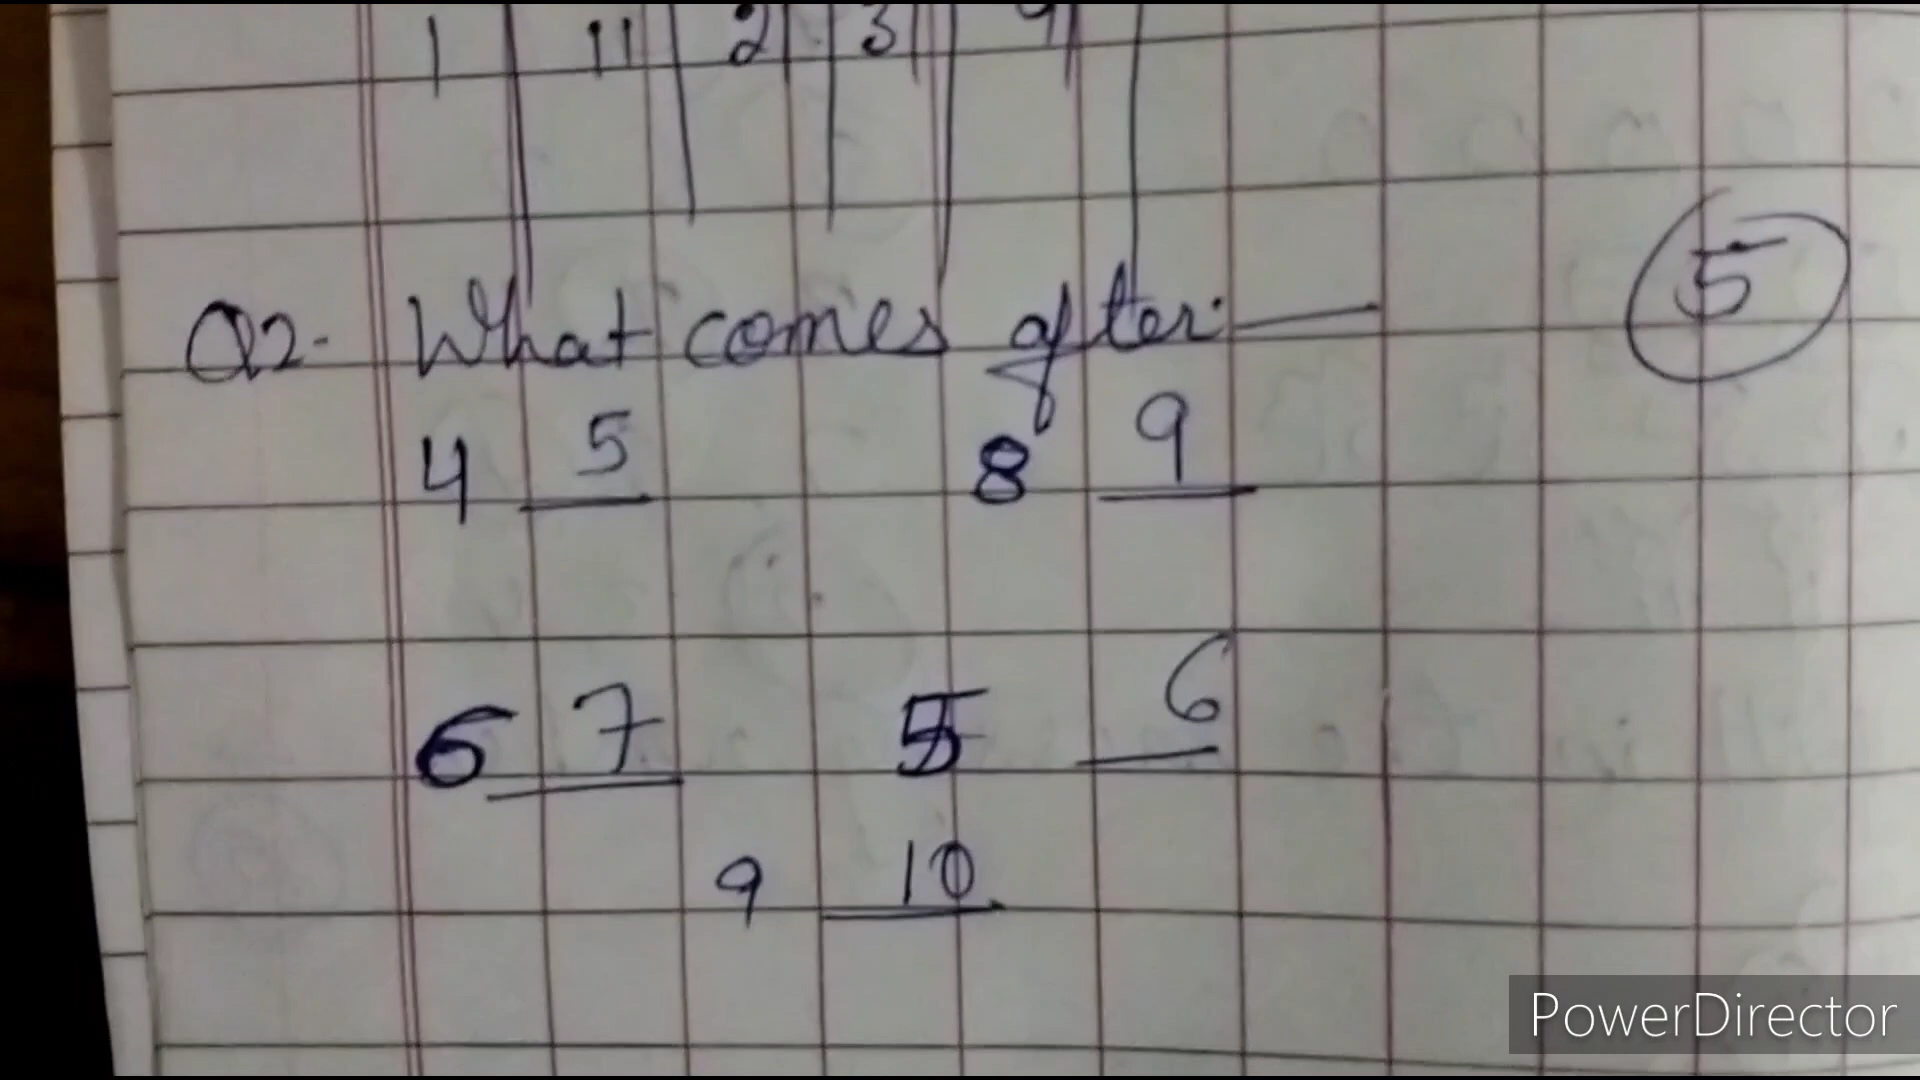 1 11 2 3 9
Q2- What comes after — 5
4 5 8 9
6 7 5 6
9 10
PowerDirector